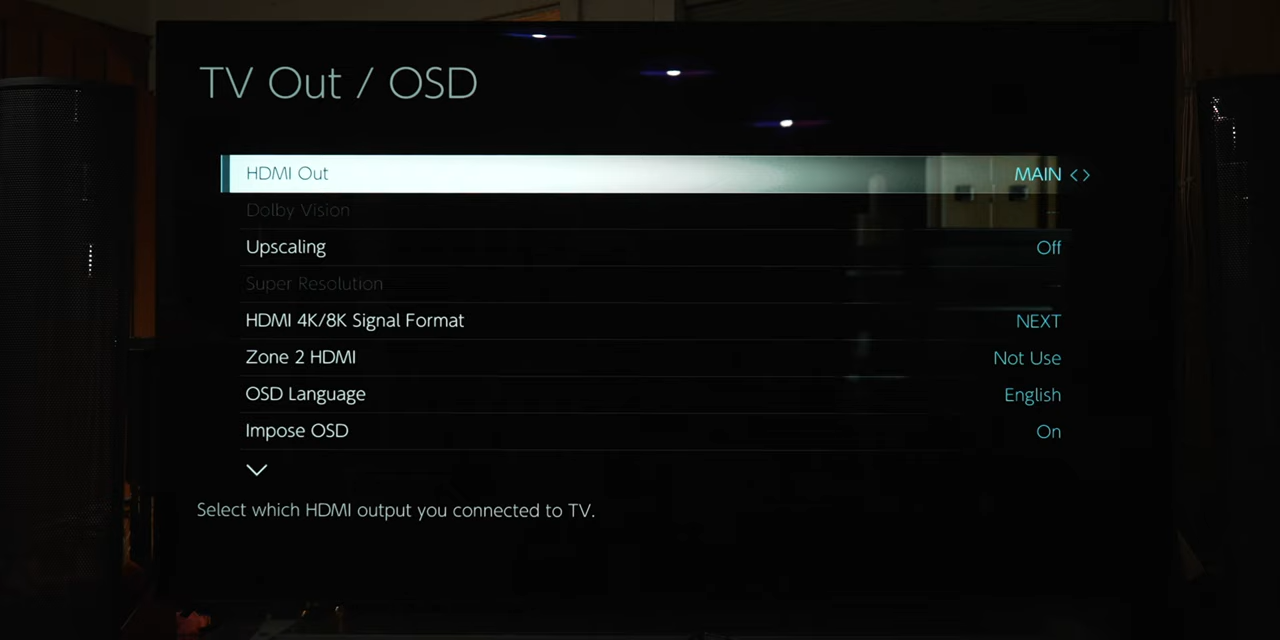 TV Out / OSD
HDMI Out MAIN < >
Dolby Vision ---
Upscaling Off
Super Resolution ---
HDMI 4K/8K Signal Format NEXT
Zone 2 HDMI Not Use
OSD Language English
Impose OSD On
Select which HDMI output you connected to TV.